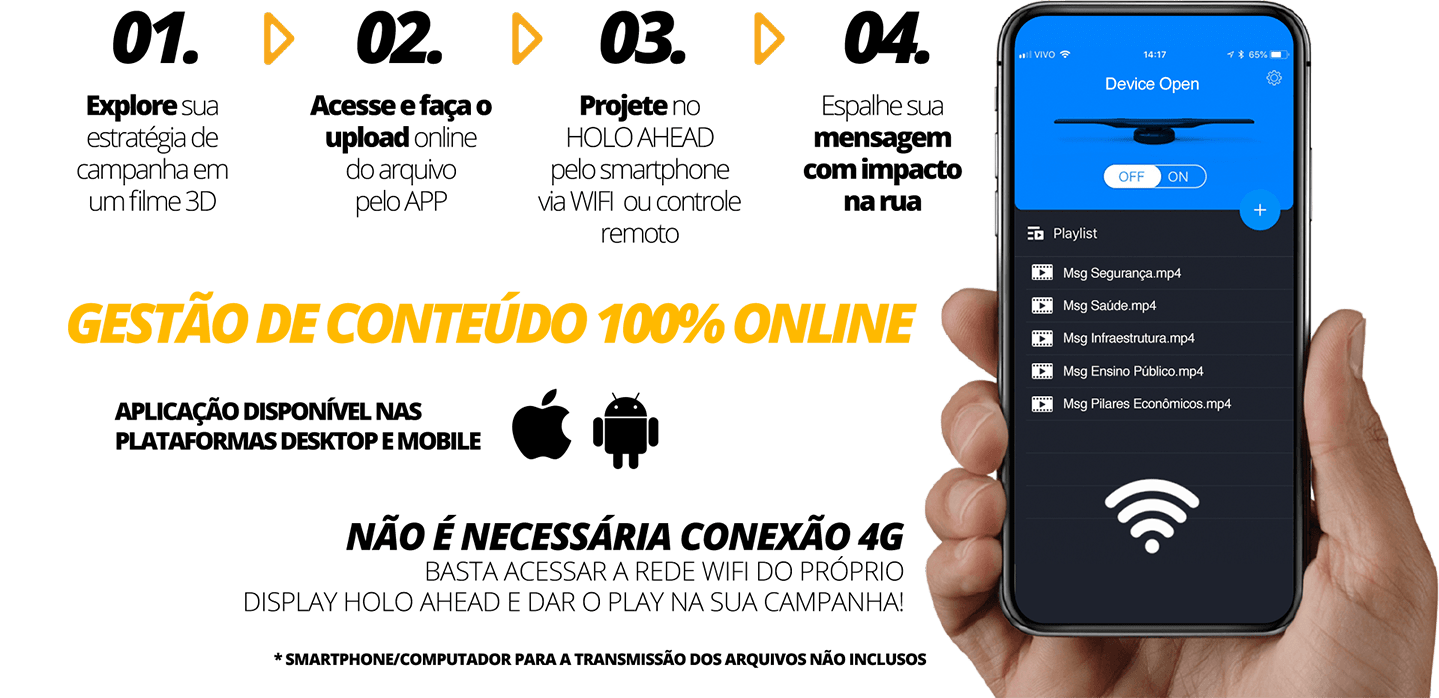 01.
Explore sua
estratégia de
campanha em
um filme 3D
02.
Acesse e faça o
upload online
do arquivo
pelo APP
03.
Projete no
HOLO AHEAD
pelo smartphone
via WIFI ou controle
remoto
04.
Espalhe sua
mensagem
com impacto
na rua
GESTÃO DE CONTEÚDO 100% ONLINE
APLICAÇÃO DISPONÍVEL NAS
PLATAFORMAS DESKTOP E MOBILE
NÃO É NECESSÁRIA CONEXÃO 4G
BASTA ACESSAR A REDE WIFI DO PRÓPRIO
DISPLAY HOLO AHEAD E DAR O PLAY NA SUA CAMPANHA!
* SMARTPHONE/COMPUTADOR PARA A TRANSMISSÃO DOS ARQUIVOS NÃO INCLUSOS
VIVO 14:17 65%
Device Open
OFF ON
+
Playlist
Msg Segurança.mp4
Msg Saúde.mp4
Msg Infraestrutura.mp4
Msg Ensino Público.mp4
Msg Pilares Econômicos.mp4